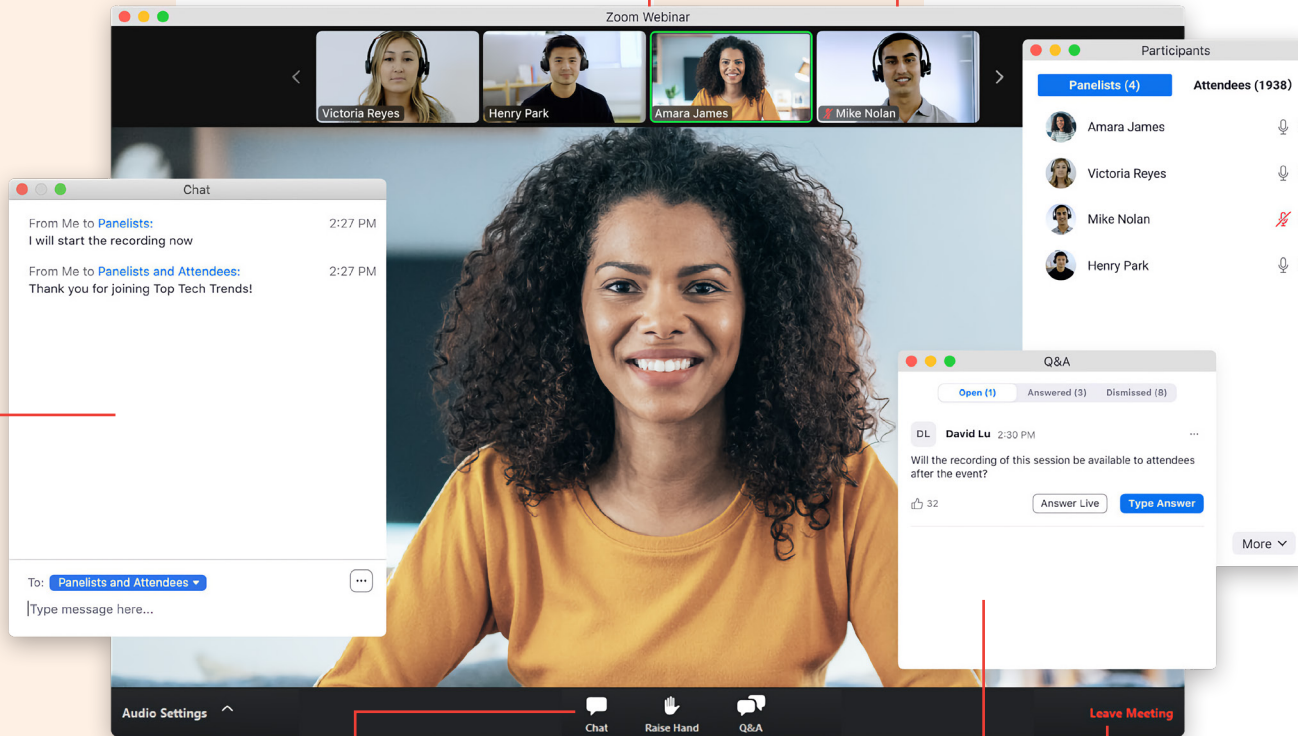 Zoom Webinar
Victoria Reyes
Henry Park
Amara James
Mike Nolan
Participants
Panelists (4)
Attendees (1938)
Amara James
Victoria Reyes
Mike Nolan
Henry Park
More
Chat
From Me to Panelists:
2:27 PM
I will start the recording now
From Me to Panelists and Attendees:
2:27 PM
Thank you for joining Top Tech Trends!
To: Panelists and Attendees
Type message here...
Q&A
Open (1)
Answered (3)
Dismissed (8)
DL
David Lu 2:30 PM
Will the recording of this session be available to attendees
after the event?
32
Answer Live
Type Answer
Audio Settings
Chat
Raise Hand
Q&A
Leave Meeting